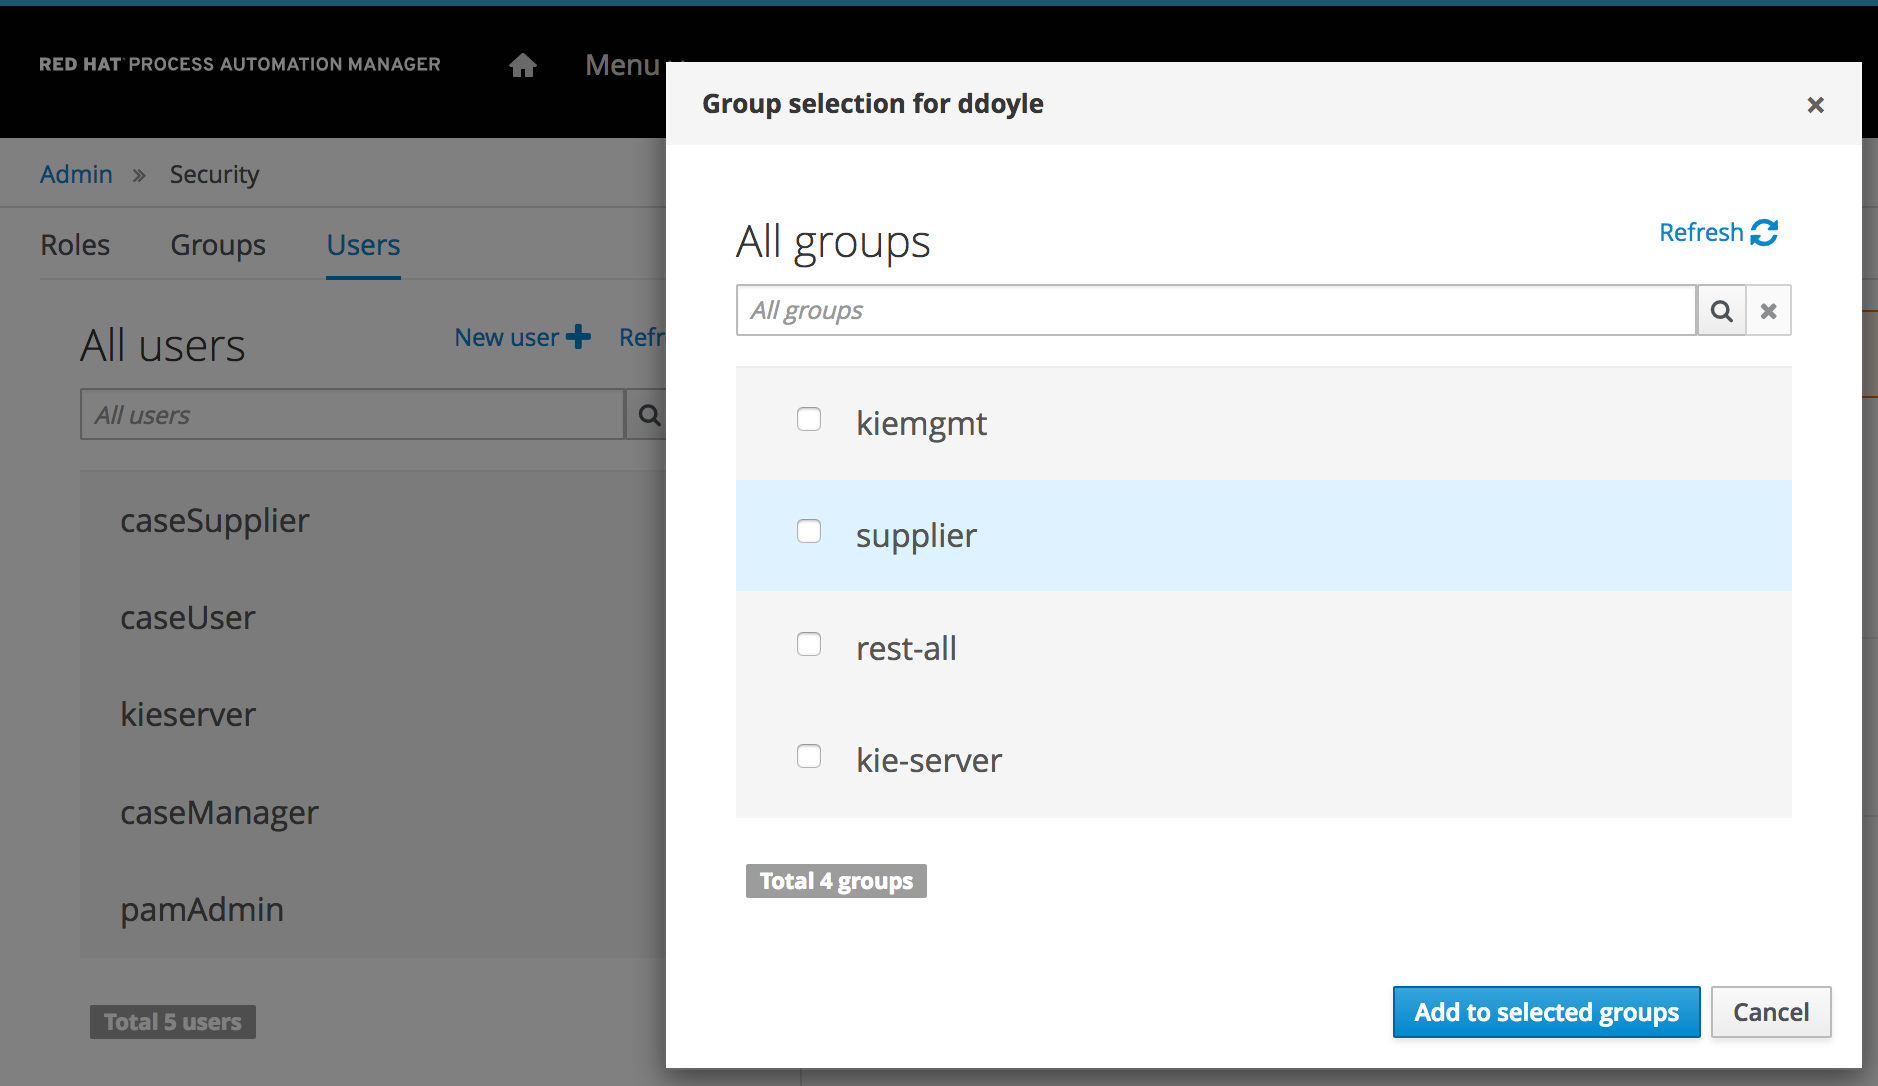 RED HAT PROCESS AUTOMATION MANAGER
Menu
Admin » Security
Roles Groups Users
All users
New user Refr
All users
caseSupplier
caseUser
kieserver
caseManager
pamAdmin
Total 5 users
Group selection for ddoyle
All groups
Refresh
All groups
kiemgmt
supplier
rest-all
kie-server
Total 4 groups
Add to selected groups
Cancel